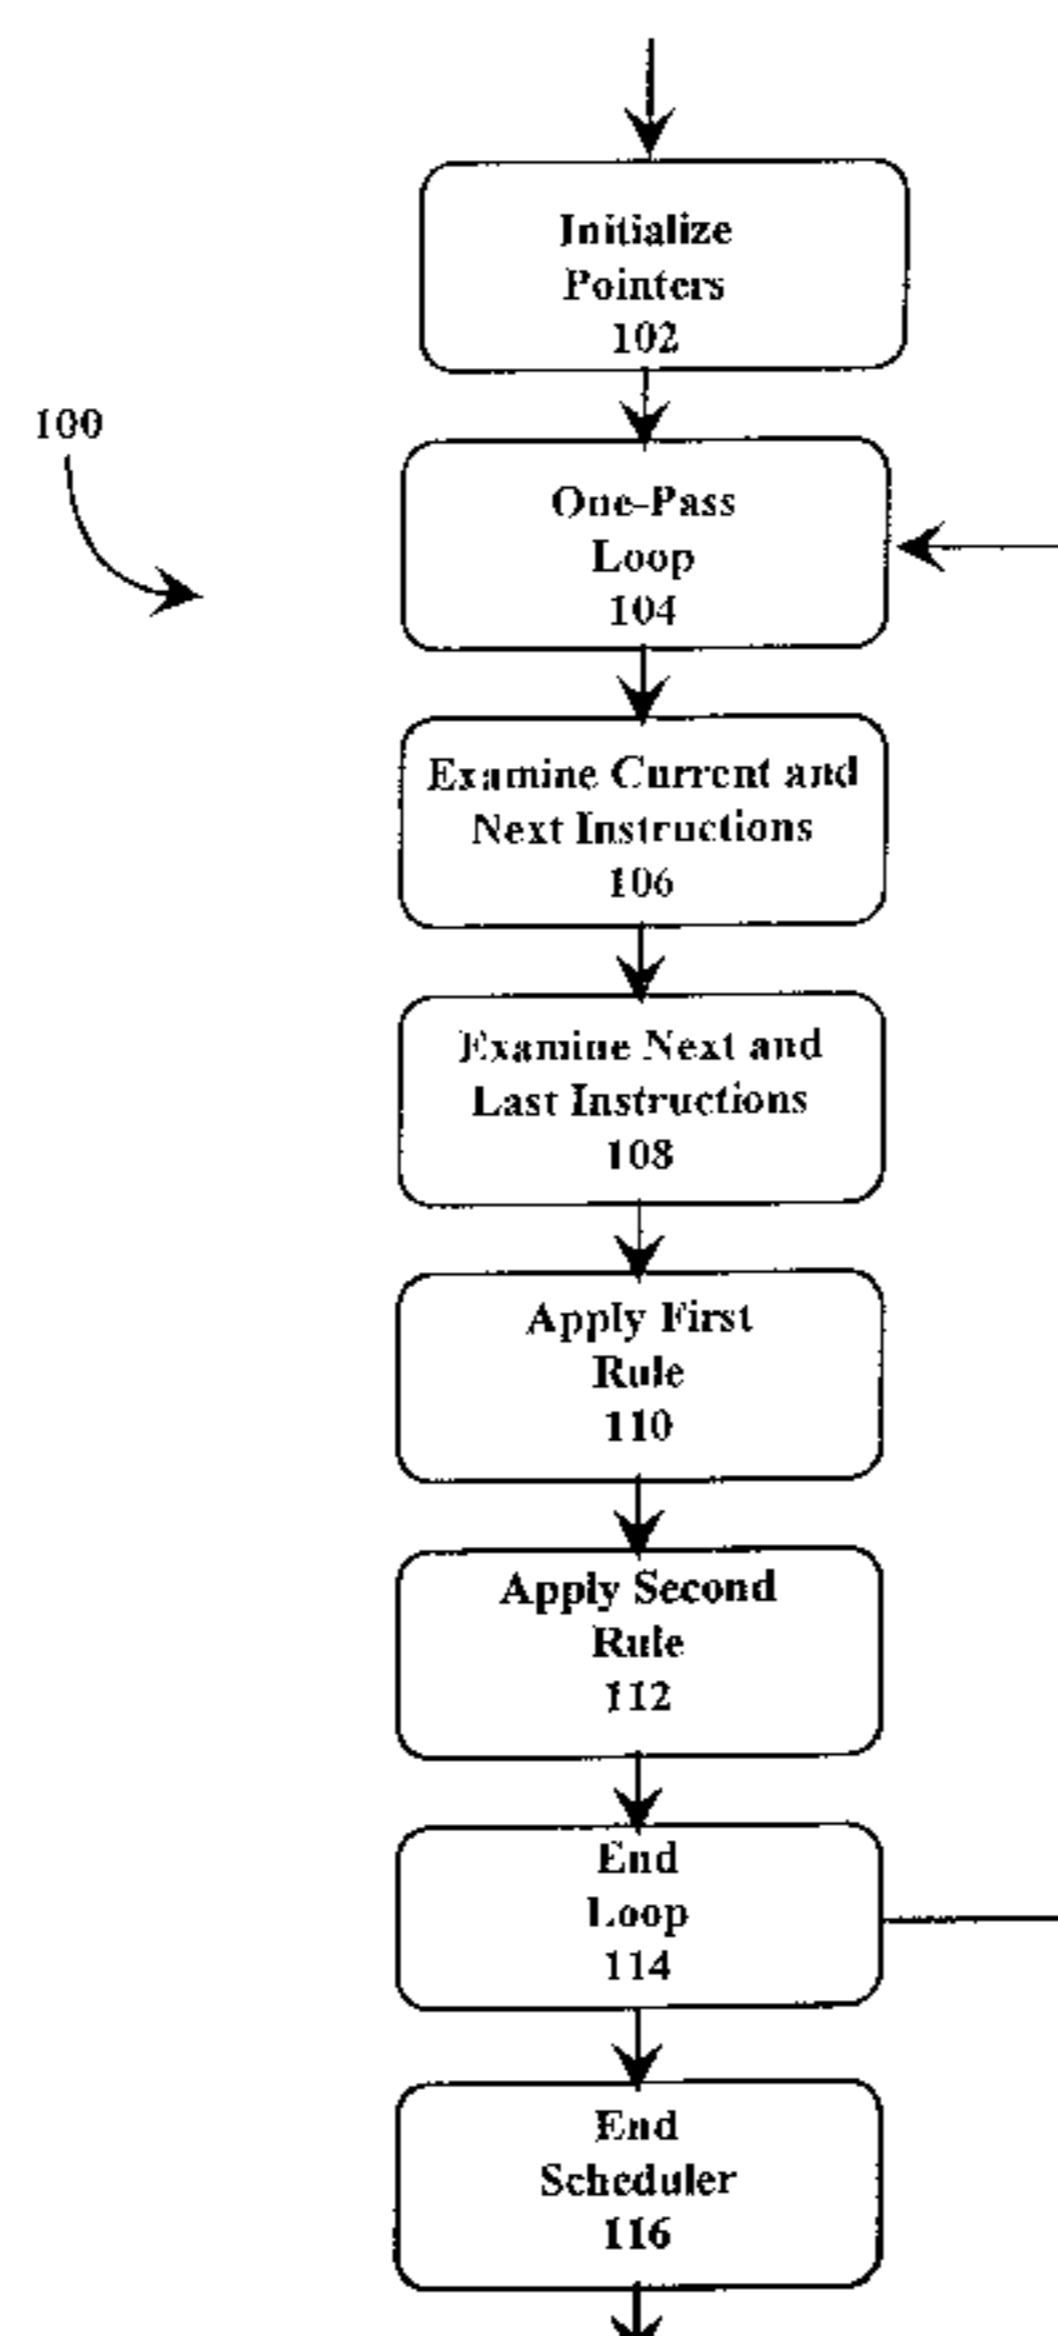 Initialize
Pointers
102
100
One-Pass
Loop
104
Examine Current and
Next Instructions
106
Examine Next and
Last Instructions
108
Apply First
Rule
110
Apply Second
Rule
112
End
Loop
114
End
Scheduler
116